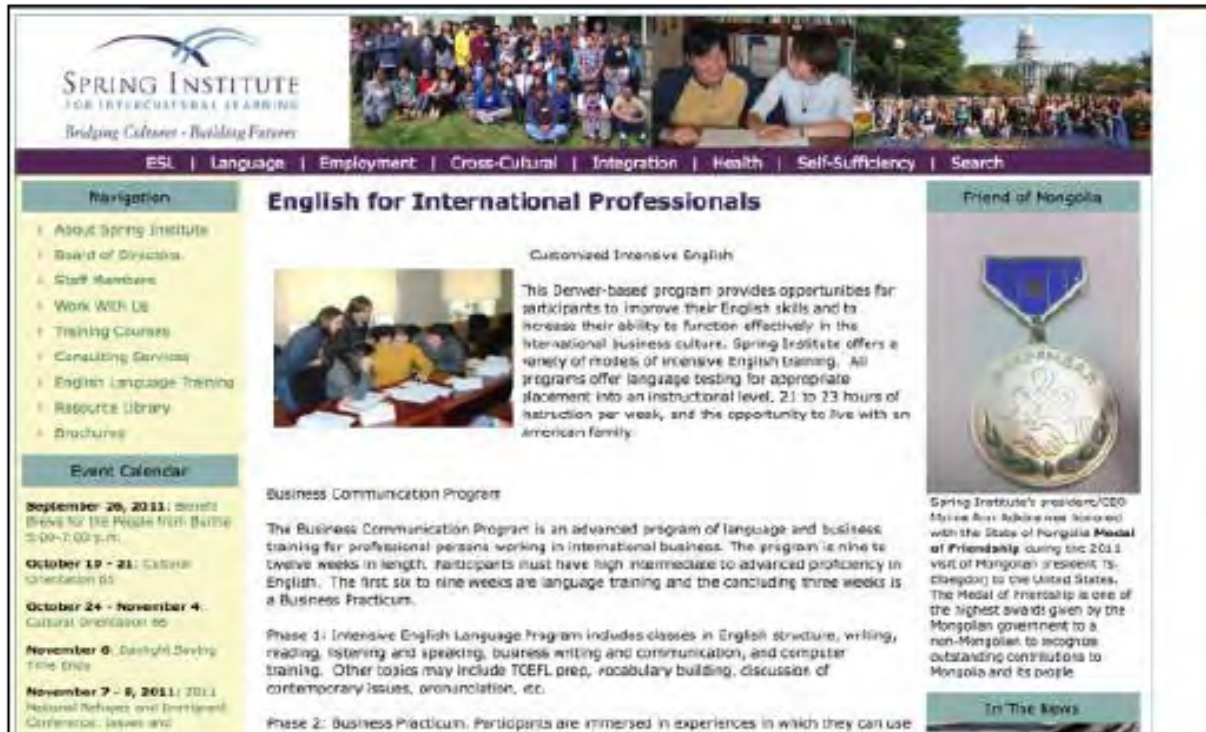 SPRING INSTITUTE
FOR INTERCULTURAL LEARNING
Bridging Cultures - Building Futures
ESL | Language | Employment | Cross-Cultural | Integration | Health | Self-Sufficiency | Search
Navigation
About Spring Institute
Board of Directors
Staff Members
Work With Us
Training Courses
Consulting Services
English Language Training
Resource Library
Brochures
Event Calendar
September 26, 2011: Benefit
Brews for the People from Burma
5:00-7:00 p.m.
October 19 - 21: Cultural
Orientation
October 24 - November 4:
Cultural Orientation
November 6: Daylight Saving
Time Ends
November 7 - 8, 2011: 2011
National Refugee and Immigrant
Conference: Issues and
English for International Professionals
Customized Intensive English
This Denver-based program provides opportunities for
participants to improve their English skills and to
increase their ability to function effectively in the
international business culture. Spring Institute offers a
variety of models of intensive English training. All
programs offer language testing for appropriate
placement into an instructional level, 21 to 23 hours of
instruction per week, and the opportunity to live with an
American family.
Business Communication Program
The Business Communication Program is an advanced program of language and business
training for professional persons working in international business. The program is nine to
twelve weeks in length. Participants must have high intermediate to advanced proficiency in
English. The first six to nine weeks are language training and the concluding three weeks is
a Business Practicum.
Phase 1: Intensive English Language Program includes classes in English structure, writing,
reading, listening and speaking, business writing and communication, and computer
training. Other topics may include TOEFL prep, vocabulary building, discussion of
contemporary issues, pronunciation, etc.
Phase 2: Business Practicum. Participants are immersed in experiences in which they can use
Friend of Mongolia
Spring Institute's president/CEO
Ann was honored
with the State of Mongolia Medal
of Friendship during the 2011
visit of Mongolian president Ts.
Elbegdorj to the United States.
The Medal of Friendship is one of
the highest awards given by the
Mongolian government to a
non-Mongolian to recognize
outstanding contributions to
Mongolia and its people
In The News